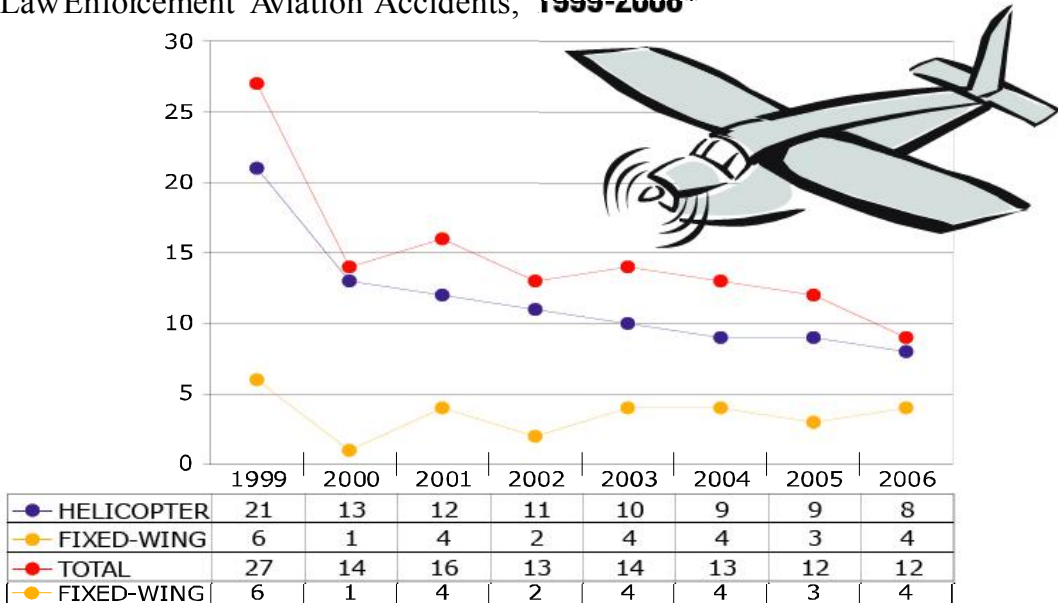 LawEnforcement Aviation Accidents, 1999-2006*
30
25
20
15
10
5
0
1999 2000 2001 2002 2003 2004 2005 2006
HELICOPTER 21 13 12 11 10 9 9 8
FIXED-WING 6 1 4 2 4 4 3 4
TOTAL 27 14 16 13 14 13 12 12
FIXED-WING 6 1 4 2 4 4 3 4